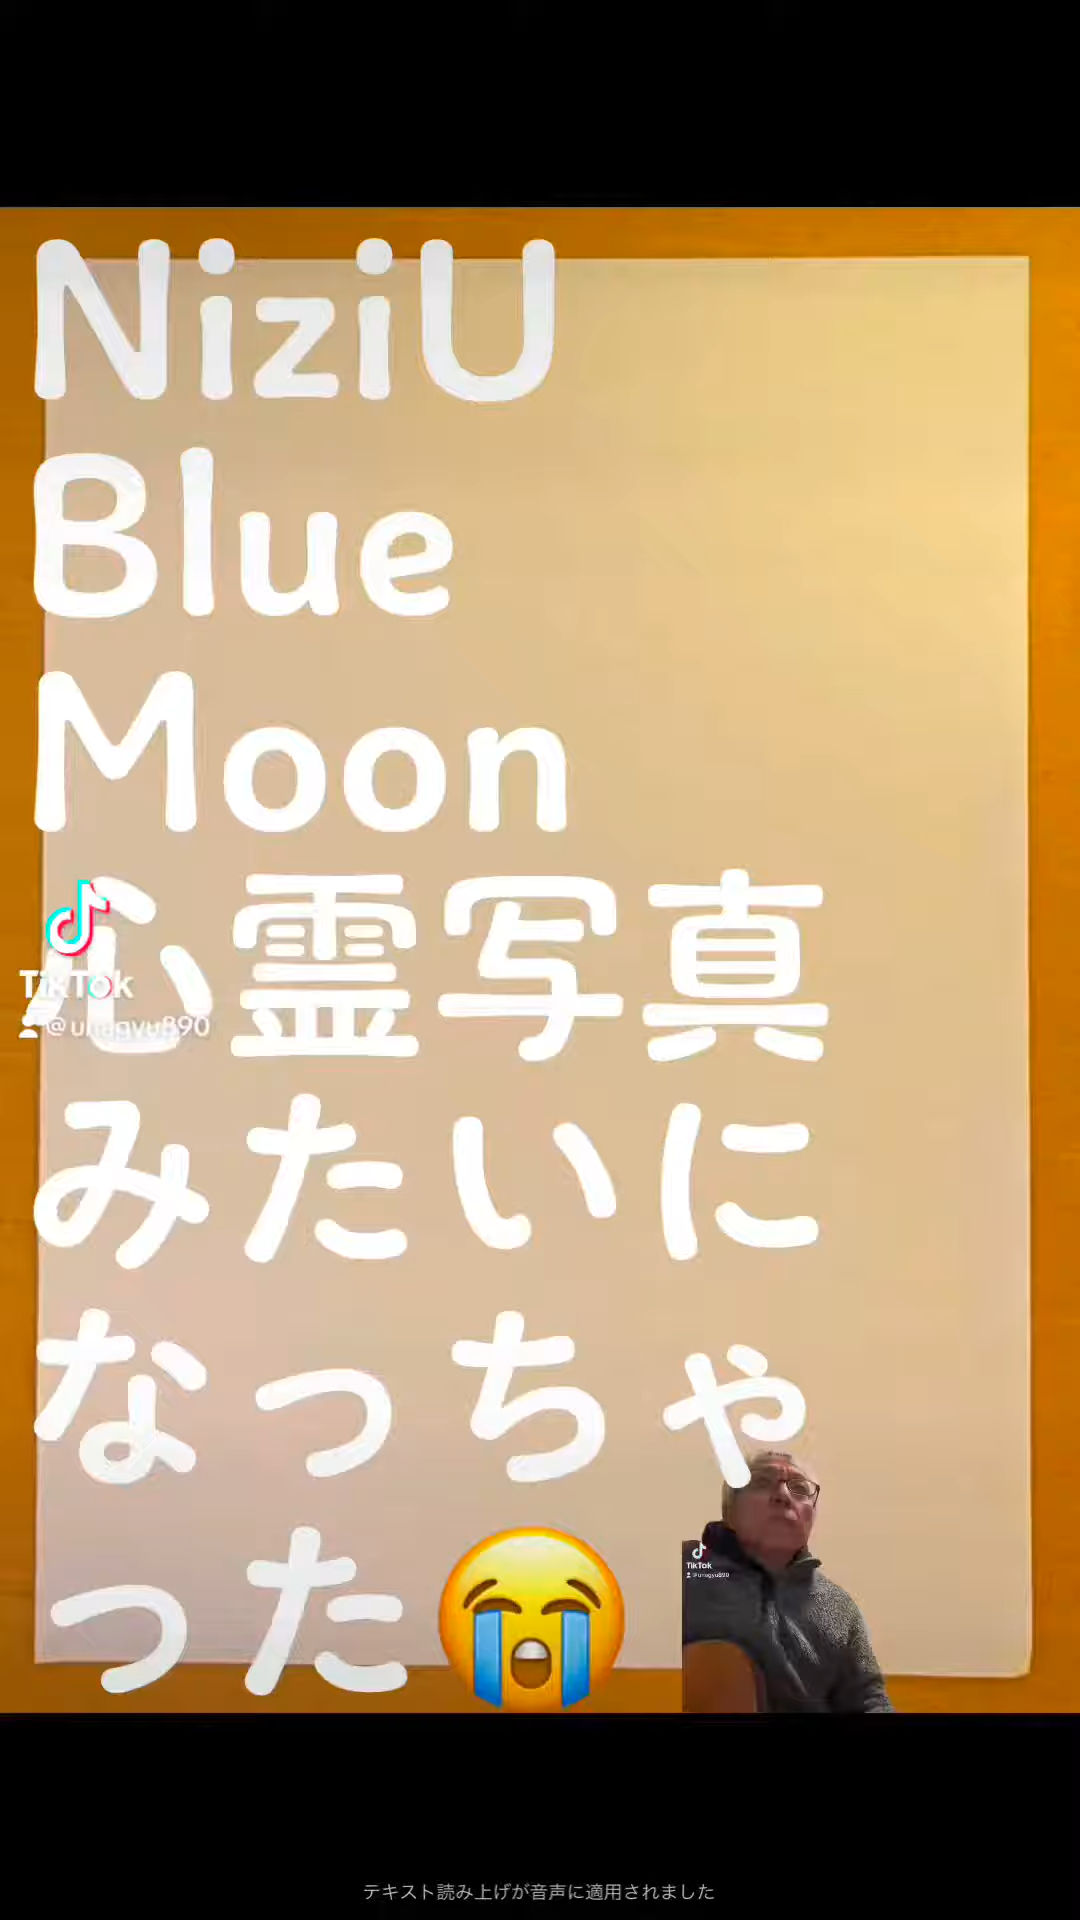 NiziU
Blue
Moon
心霊写真
みたいに
なっちゃ
った
TikTok
TikTok
テキスト読み上げが音声に適用されました